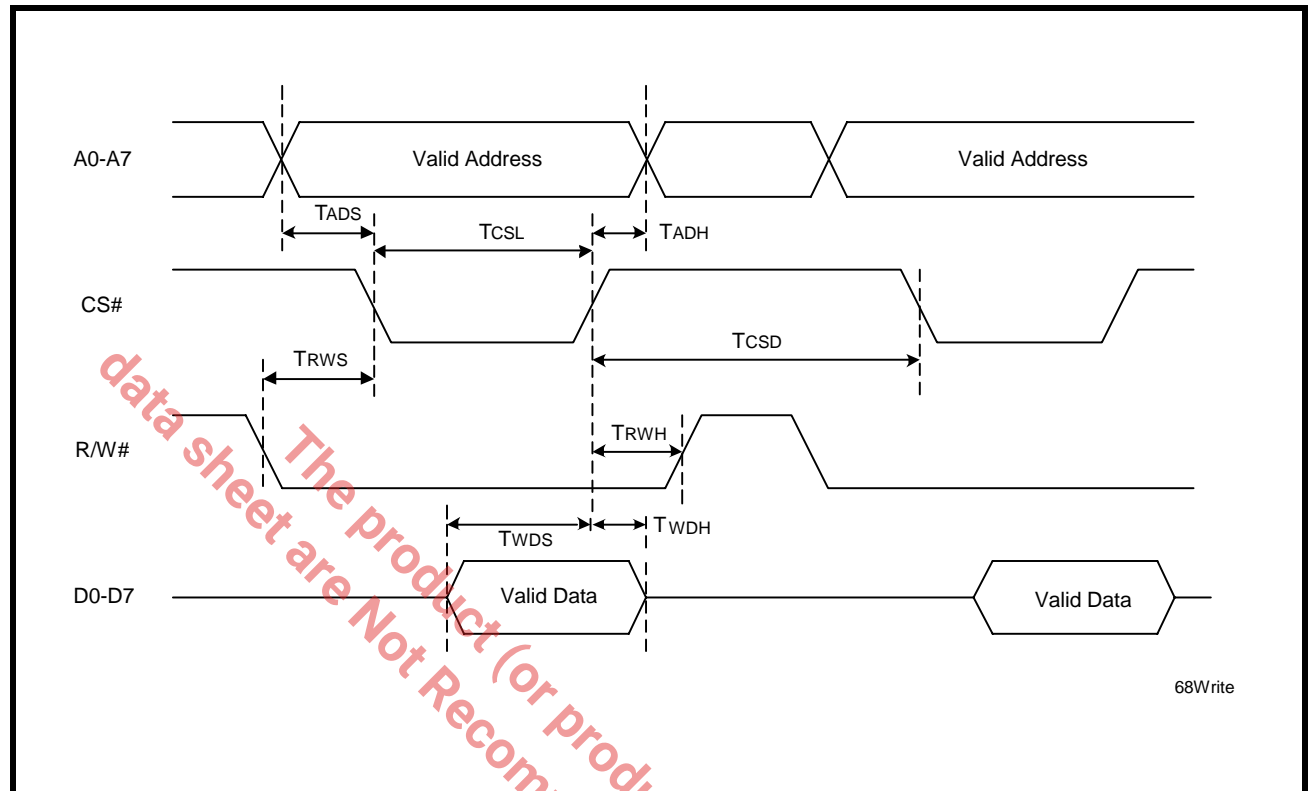 A0-A7
Valid Address
Valid Address
TADS
TCSL
TADH
CS#
TCSD
TRWS
R/W#
TRWH
TWDS
TWDH
D0-D7
Valid Data
Valid Data
68Write
The product (or produ
data sheet are Not Recom